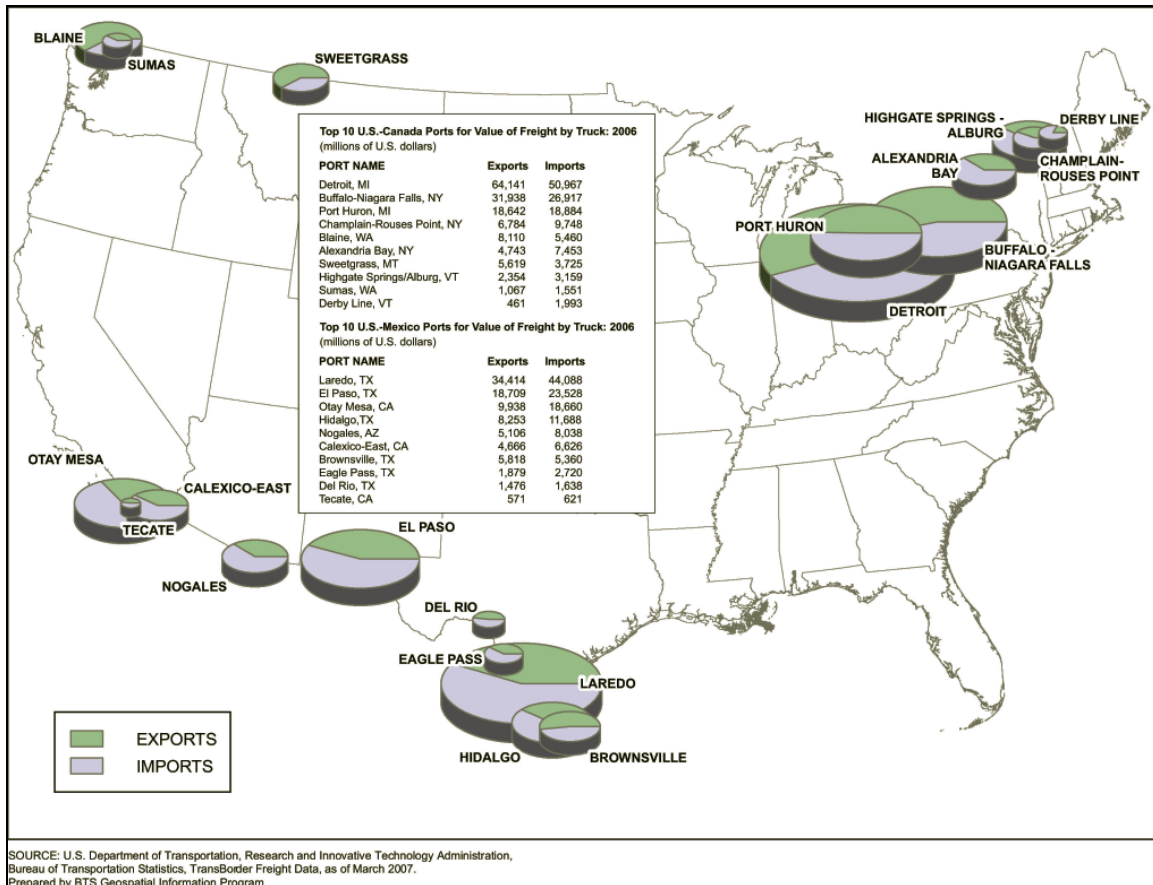 BLAINE
SUMAS
SWEETGRASS
HIGHGATE SPRINGS -
ALBURG
DERBY LINE
CHAMPLAIN-
ROUSES POINT
ALEXANDRIA
BAY
PORT HURON
BUFFALO -
NIAGARA FALLS
DETROIT
Top 10 U.S.-Canada Ports for Value of Freight by Truck: 2006
(millions of U.S. dollars)
PORT NAME Exports Imports
Detroit, MI 64,141 50,967
Buffalo-Niagara Falls, NY 31,938 26,917
Port Huron, MI 18,642 18,884
Champlain-Rouses Point, NY 6,784 9,748
Blaine, WA 8,110 5,460
Alexandria Bay, NY 4,743 7,453
Sweetgrass, MT 5,619 3,725
Highgate Springs/Alburg, VT 2,354 3,159
Sumas, WA 1,067 1,551
Derby Line, VT 461 1,993
Top 10 U.S.-Mexico Ports for Value of Freight by Truck: 2006
(millions of U.S. dollars)
PORT NAME Exports Imports
Laredo, TX 34,414 44,088
El Paso, TX 18,709 23,528
Otay Mesa, CA 9,938 18,660
Hidalgo,TX 8,253 11,688
Nogales, AZ 5,106 8,038
Calexico-East, CA 4,666 6,626
Brownsville, TX 5,818 5,360
Eagle Pass, TX 1,879 2,720
Del Rio, TX 1,476 1,638
Tecate, CA 571 621
OTAY MESA
CALEXICO-EAST
TECATE
NOGALES
EL PASO
DEL RIO
EAGLE PASS
LAREDO
HIDALGO
BROWNSVILLE
EXPORTS
IMPORTS
SOURCE: U.S. Department of Transportation, Research and Innovative Technology Administration,
Bureau of Transportation Statistics, TransBorder Freight Data, as of March 2007.
Prepared by BTS Geospatial Information Program